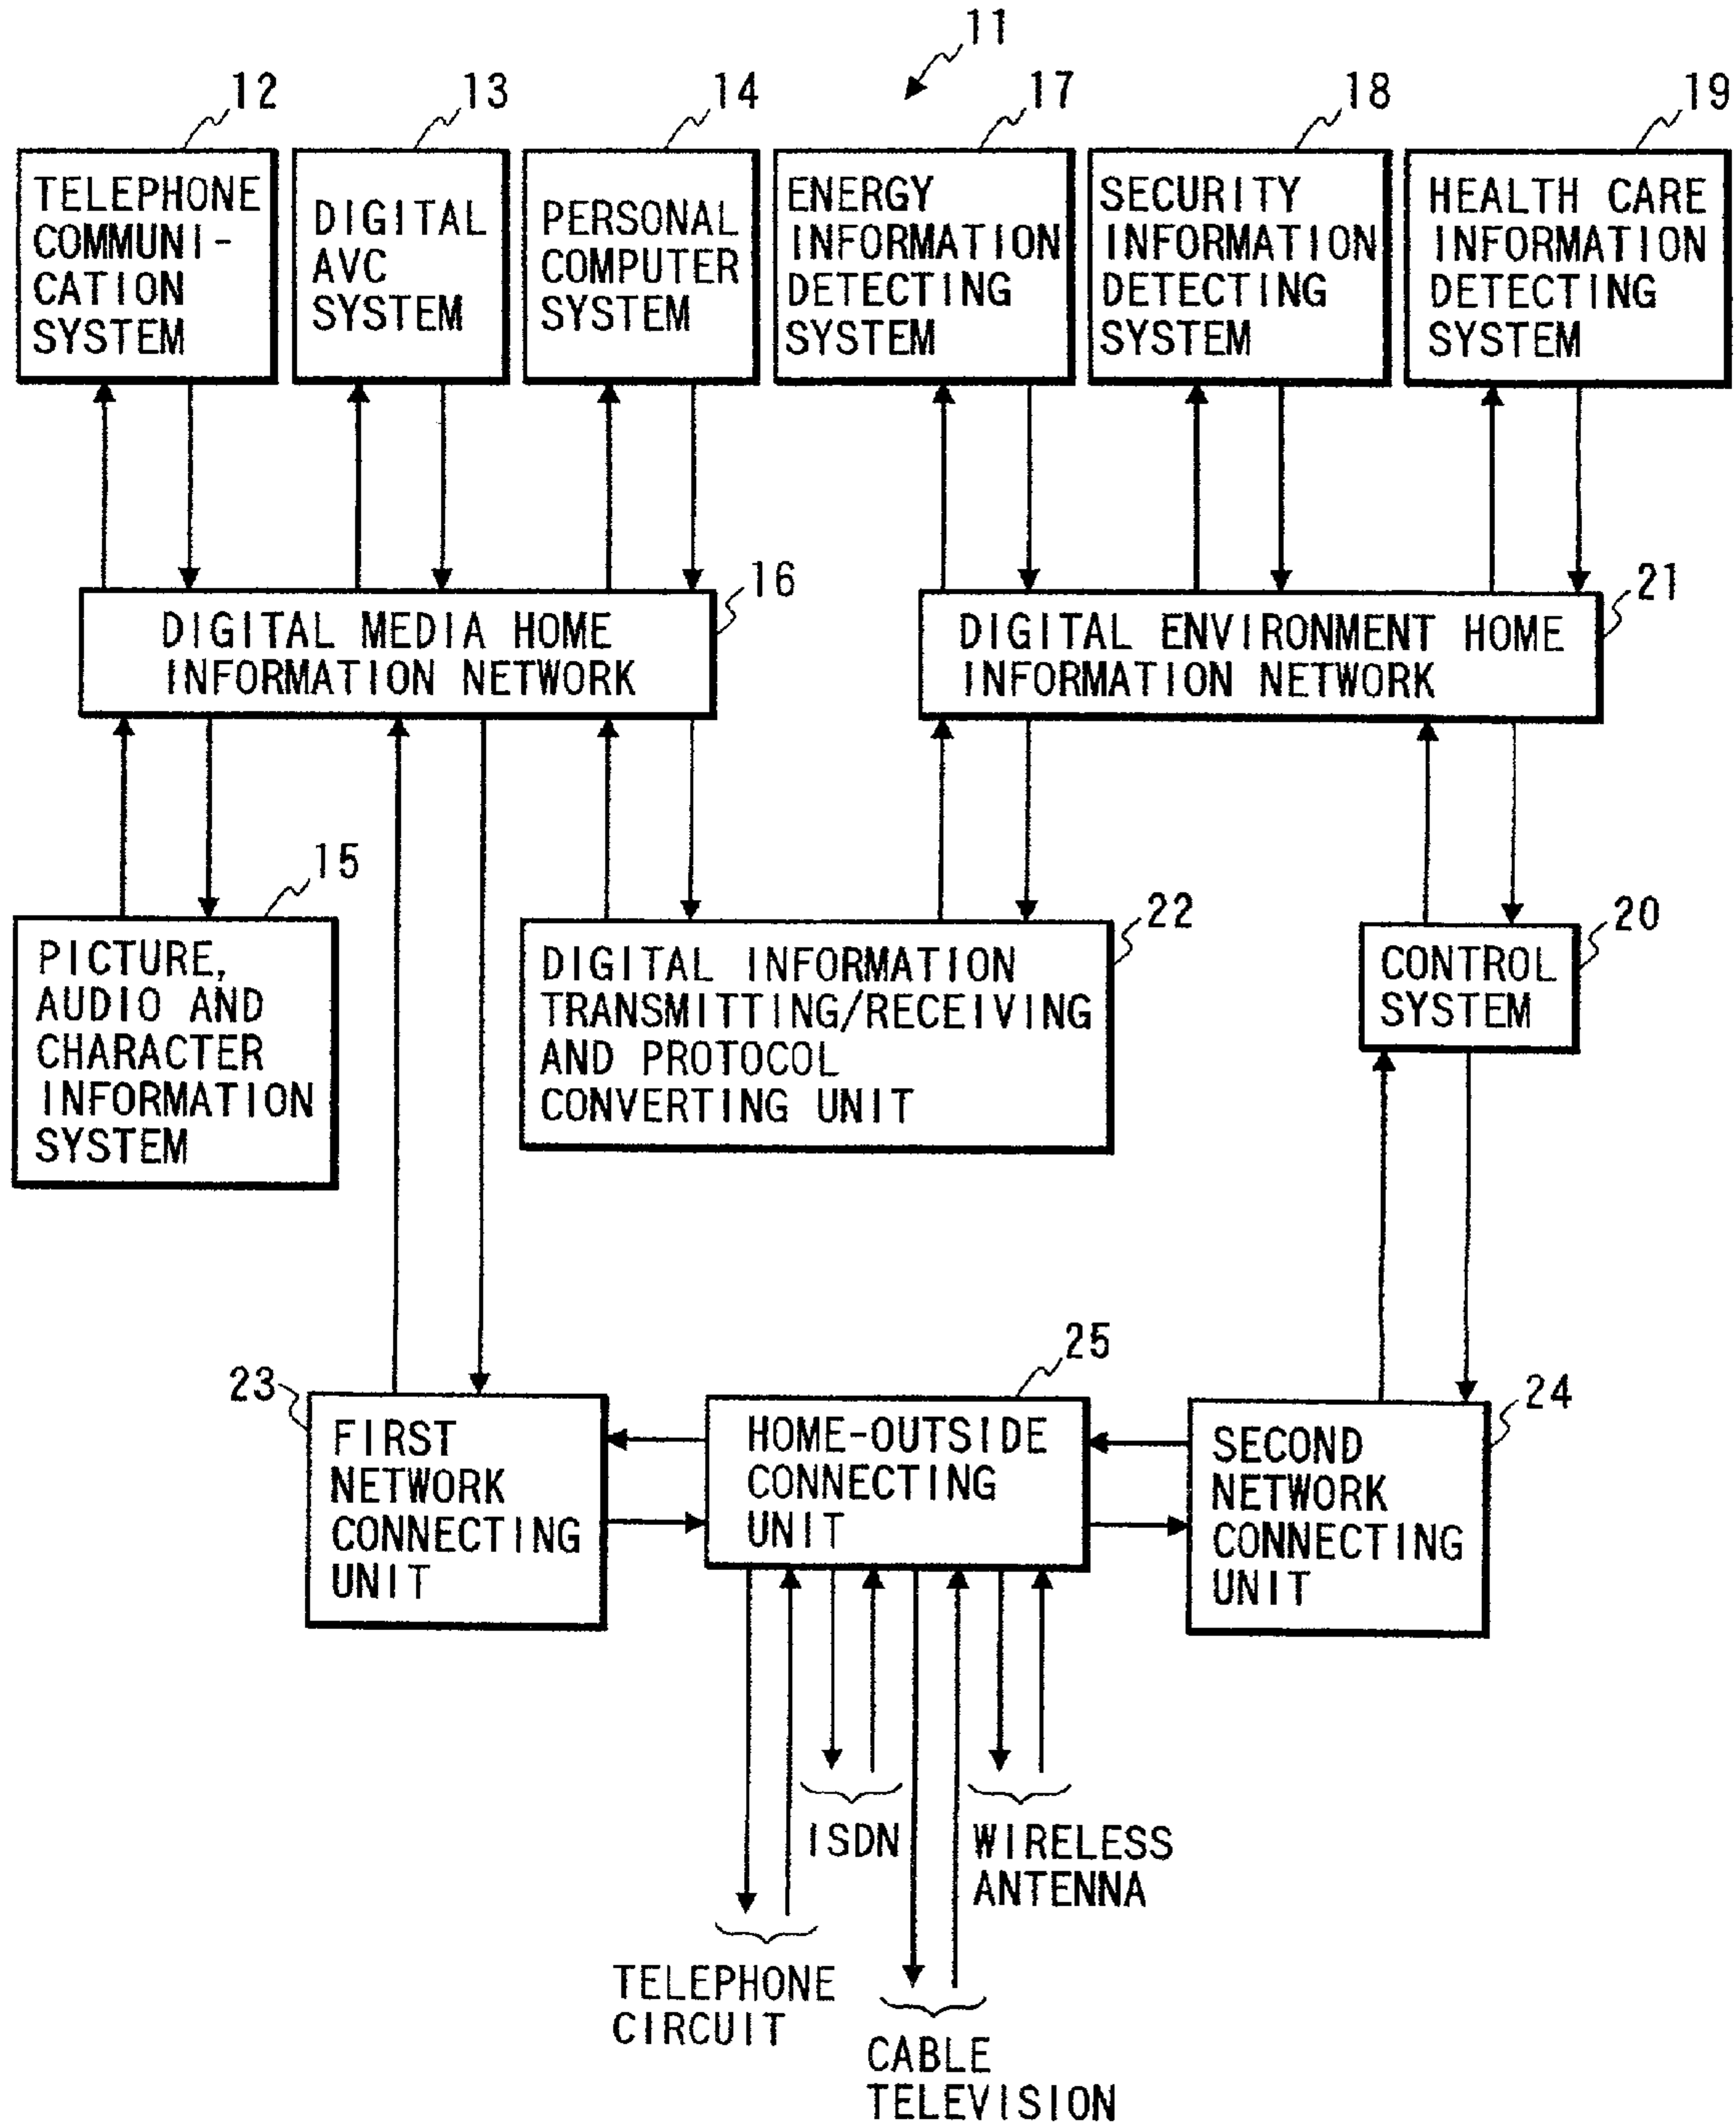 11
12
13
14
17
18
19
TELEPHONE
COMMUNI-
CATION
SYSTEM
DIGITAL
AVC
SYSTEM
PERSONAL
COMPUTER
SYSTEM
ENERGY
INFORMATION
DETECTING
SYSTEM
SECURITY
INFORMATION
DETECTING
SYSTEM
HEALTH CARE
INFORMATION
DETECTING
SYSTEM
16
DIGITAL MEDIA HOME
INFORMATION NETWORK
21
DIGITAL ENVIRONMENT HOME
INFORMATION NETWORK
15
PICTURE,
AUDIO AND
CHARACTER
INFORMATION
SYSTEM
22
DIGITAL INFORMATION
TRANSMITTING/RECEIVING
AND PROTOCOL
CONVERTING UNIT
20
CONTROL
SYSTEM
23
FIRST
NETWORK
CONNECTING
UNIT
25
HOME-OUTSIDE
CONNECTING
UNIT
24
SECOND
NETWORK
CONNECTING
UNIT
ISDN
WIRELESS
ANTENNA
TELEPHONE
CIRCUIT
CABLE
TELEVISION